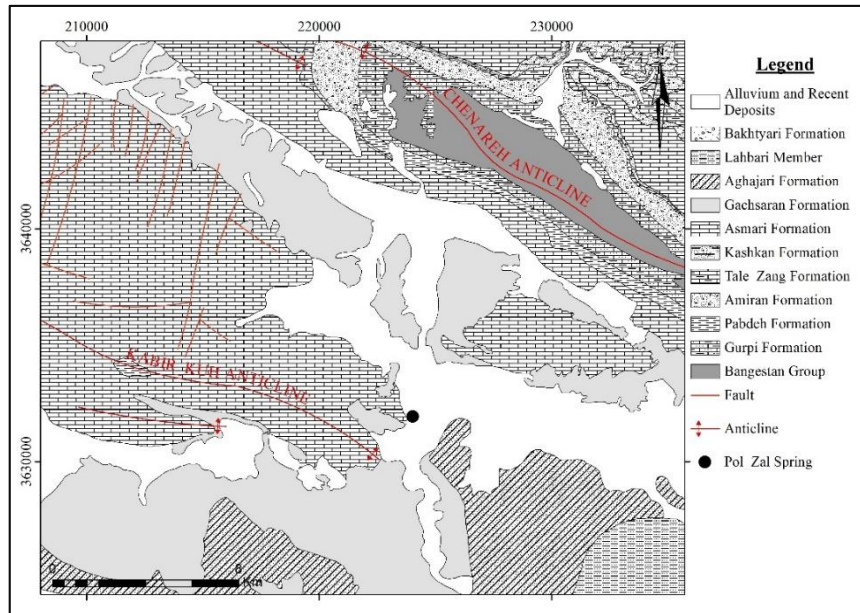 210000
220000
230000
3640000
3630000
N
CHENAREH ANTICLINE
KABIR KUH ANTICLINE
0
8
Km
Legend
Alluvium and Recent
Deposits
Bakhtyari Formation
Lahbari Member
Aghajari Formation
Gachsaran Formation
Asmari Formation
Kashkan Formation
Tale Zang Formation
Amiran Formation
Pabdeh Formation
Gurpi Formation
Bangestan Group
Fault
Anticline
Pol Zal Spring